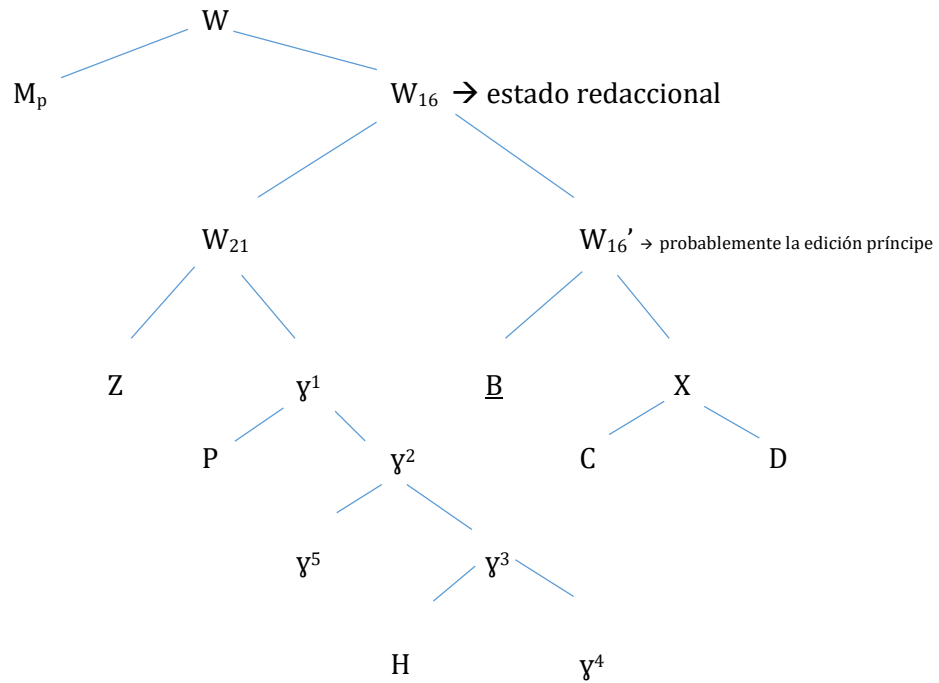 W
Mₚ W₁₆ → estado redaccional
W₂₁ W₁₆’ → probablemente la edición príncipe
Z Ɣ¹ B X
P Ɣ² C D
Ɣ⁵ Ɣ³
H Ɣ⁴